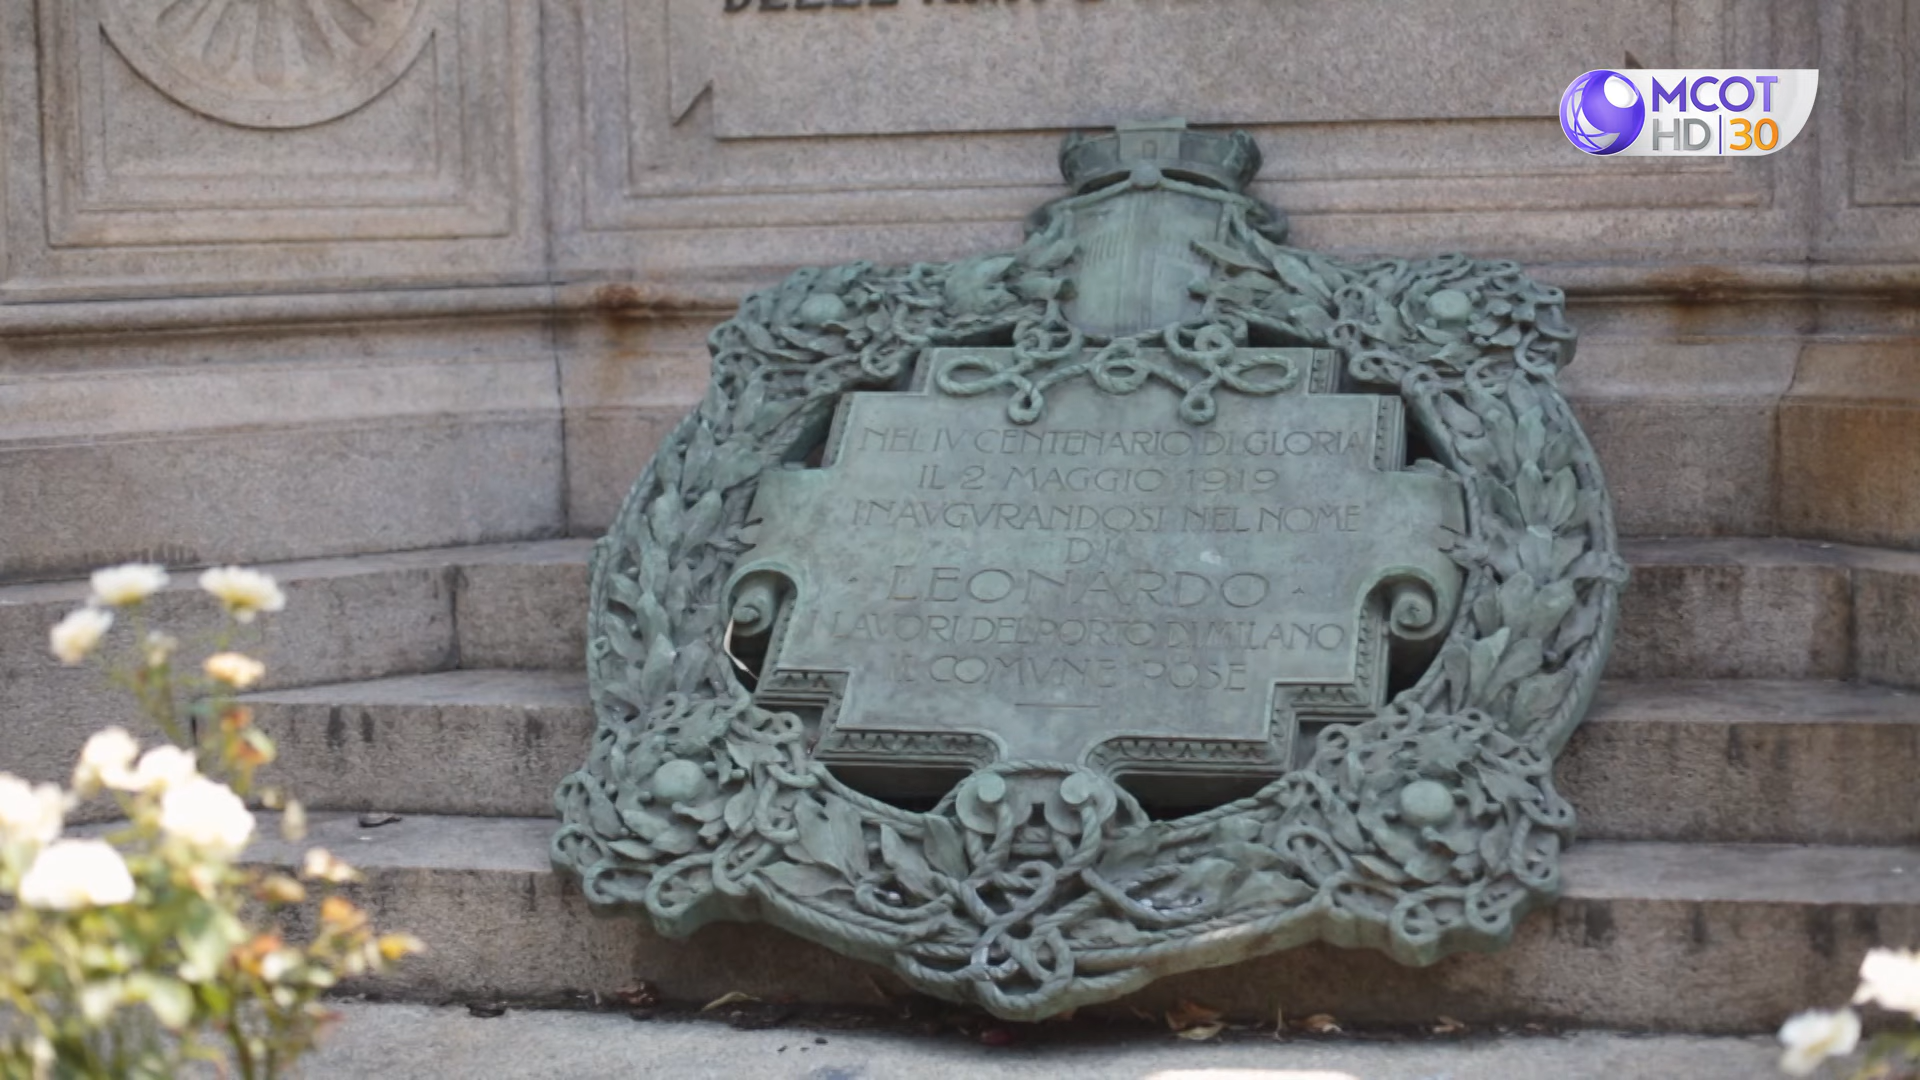 MCOT
HD|30
NEL IV CENTENARIO DI GLORIA
IL 2 MAGGIO 1919
INAVGVRANDOSI NEL NOME
DI
LEONARDO
I LAVORI DEL PORTO DI MILANO
IL COMVNE POSE